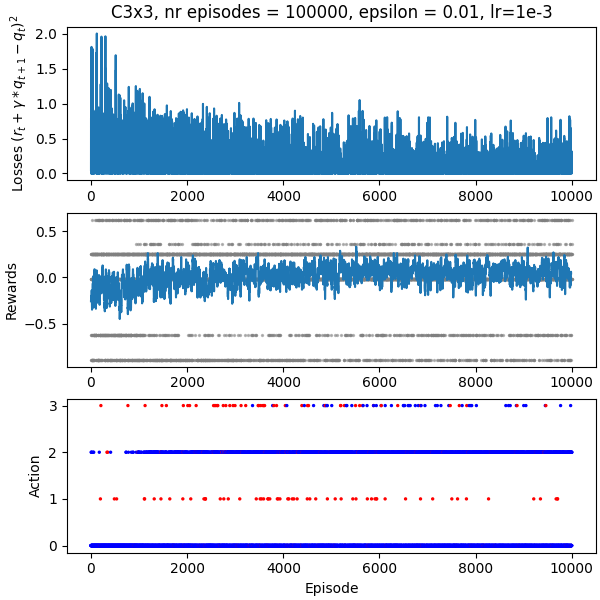 C3x3, nr episodes = 100000, epsilon = 0.01, lr=1e-3
Losses $(r_t + \gamma * q_{t+1} - q_t)^2$
2.0
1.5
1.0
0.5
0.0
0 2000 4000 6000 8000 10000
Rewards
0.5
0.0
−0.5
0 2000 4000 6000 8000 10000
Action
3
2
1
0
0 2000 4000 6000 8000 10000
Episode